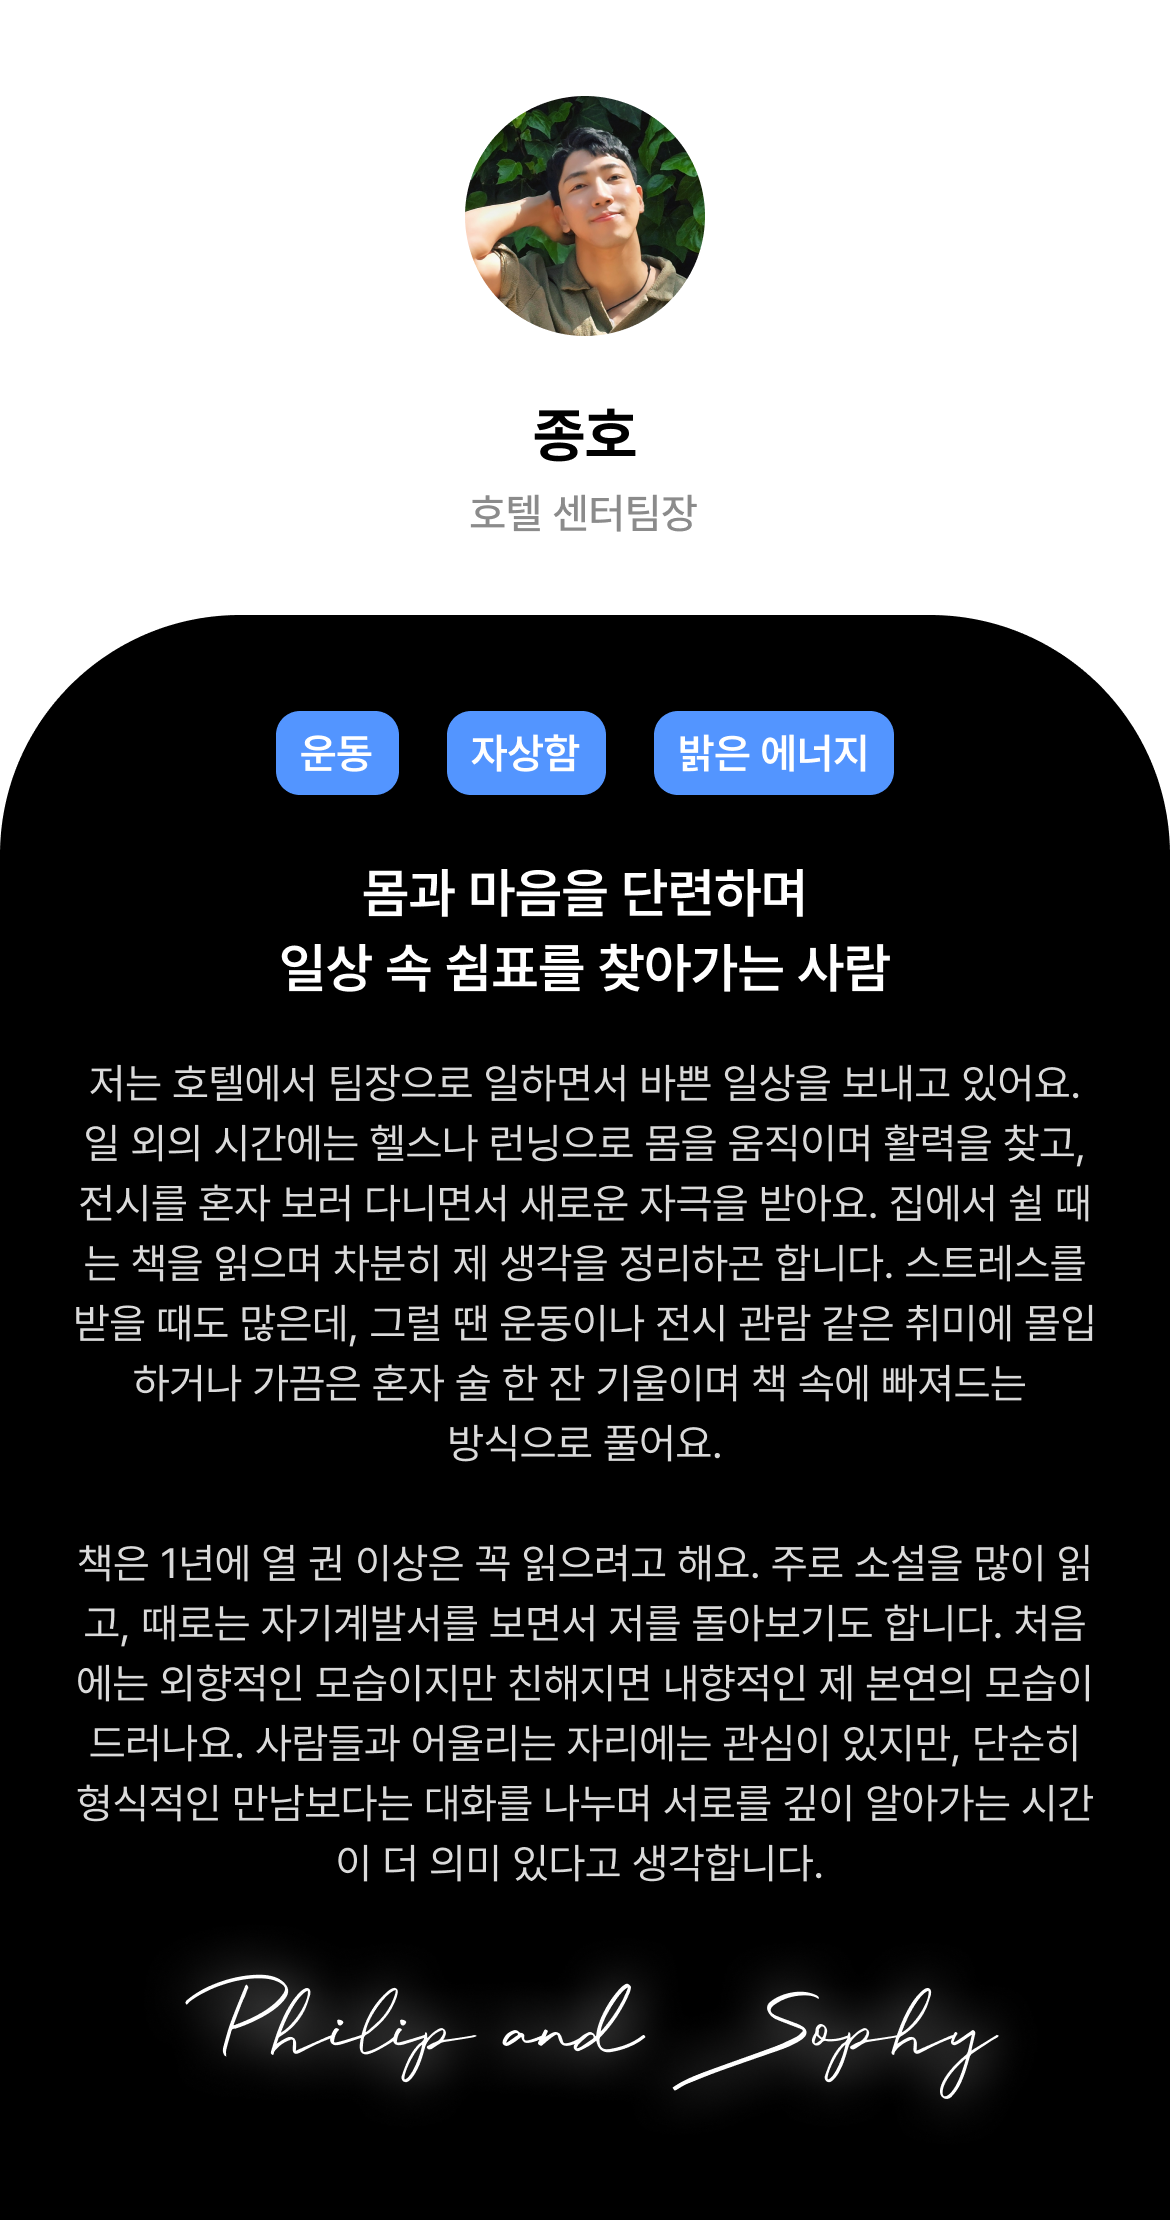 종호
호텔 센터팀장
운동 자상함 밝은 에너지
몸과 마음을 단련하며
일상 속 쉼표를 찾아가는 사람
저는 호텔에서 팀장으로 일하면서 바쁜 일상을 보내고 있어요.
일 외의 시간에는 헬스나 런닝으로 몸을 움직이며 활력을 찾고,
전시를 혼자 보러 다니면서 새로운 자극을 받아요. 집에서 쉴 때
는 책을 읽으며 차분히 제 생각을 정리하곤 합니다. 스트레스를
받을 때도 많은데, 그럴 땐 운동이나 전시 관람 같은 취미에 몰입
하거나 가끔은 혼자 술 한 잔 기울이며 책 속에 빠져드는
방식으로 풀어요.
책은 1년에 열 권 이상은 꼭 읽으려고 해요. 주로 소설을 많이 읽
고, 때로는 자기계발서를 보면서 저를 돌아보기도 합니다. 처음
에는 외향적인 모습이지만 친해지면 내향적인 제 본연의 모습이
드러나요. 사람들과 어울리는 자리에는 관심이 있지만, 단순히
형식적인 만남보다는 대화를 나누며 서로를 깊이 알아가는 시간
이 더 의미 있다고 생각합니다.
Philip and Sophy